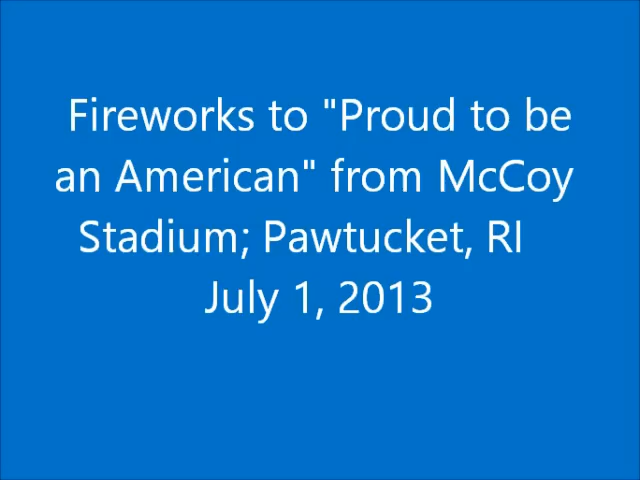 Fireworks to "Proud to be
an American" from McCoy
Stadium; Pawtucket, RI
July 1, 2013